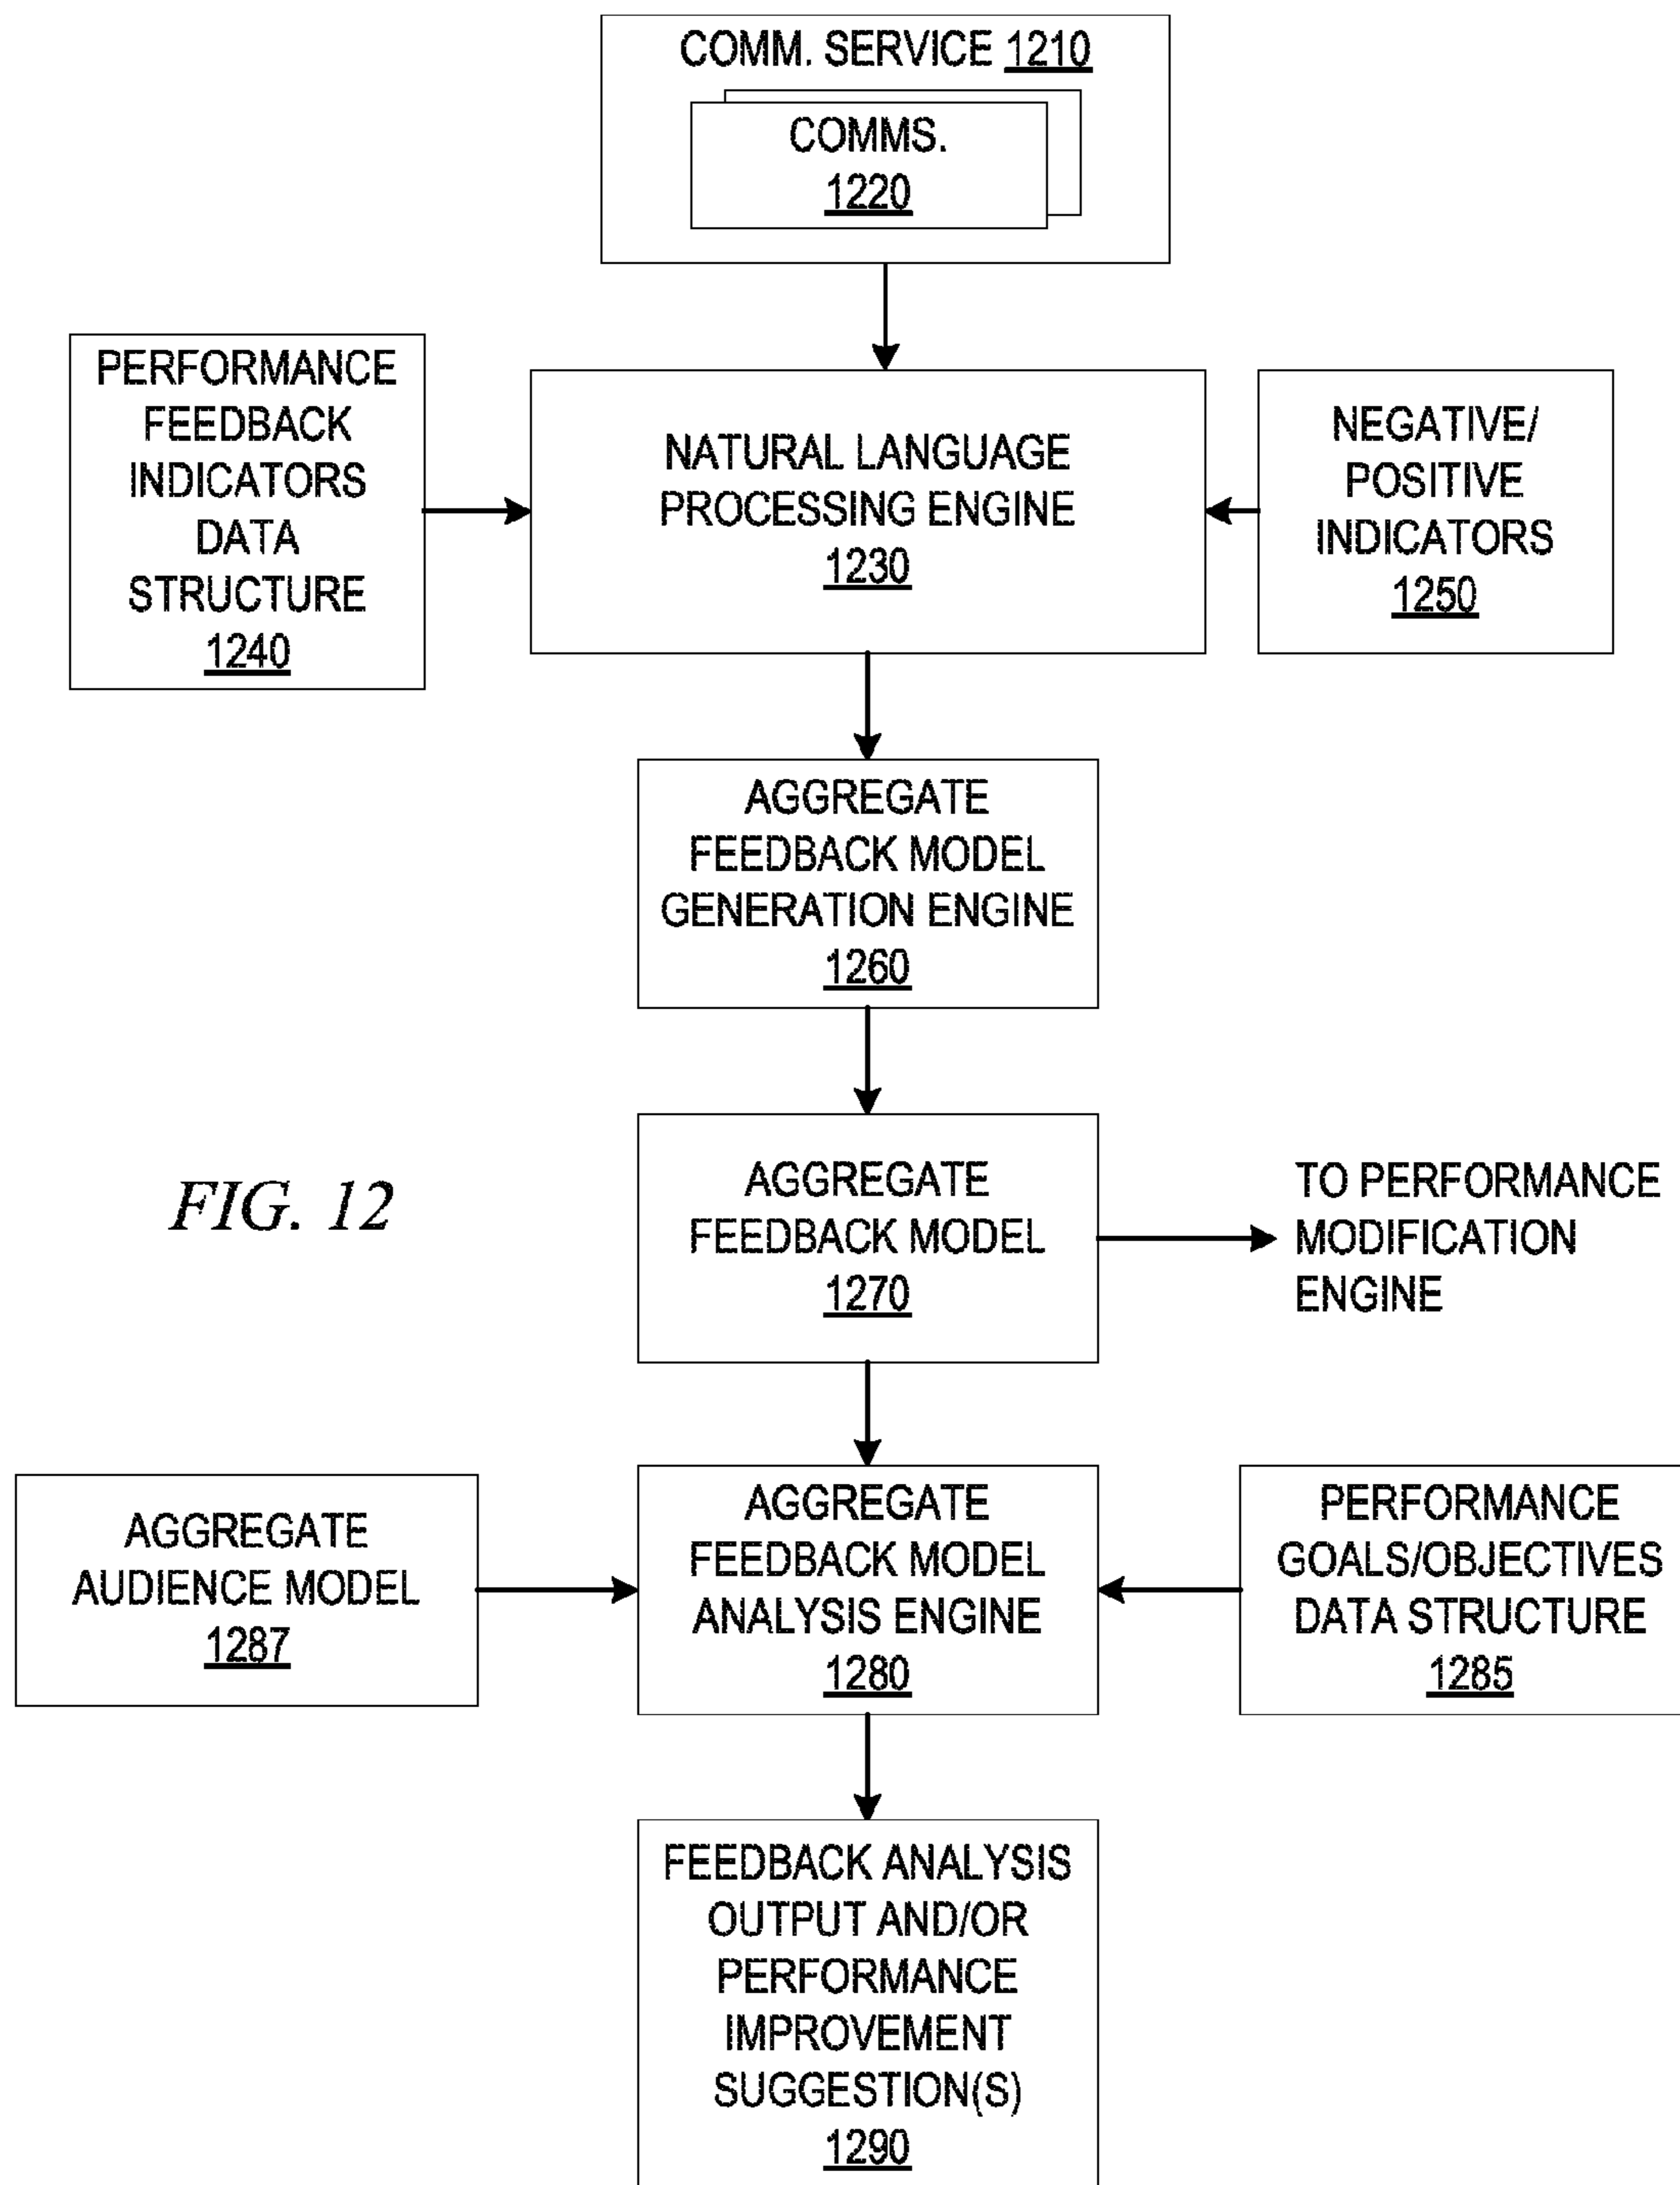 COMM. SERVICE 1210
COMMS.
1220
PERFORMANCE
FEEDBACK
INDICATORS
DATA
STRUCTURE
1240
NATURAL LANGUAGE
PROCESSING ENGINE
1230
NEGATIVE/
POSITIVE
INDICATORS
1250
AGGREGATE
FEEDBACK MODEL
GENERATION ENGINE
1260
FIG. 12
AGGREGATE
FEEDBACK MODEL
1270
TO PERFORMANCE
MODIFICATION
ENGINE
AGGREGATE
AUDIENCE MODEL
1287
AGGREGATE
FEEDBACK MODEL
ANALYSIS ENGINE
1280
PERFORMANCE
GOALS/OBJECTIVES
DATA STRUCTURE
1285
FEEDBACK ANALYSIS
OUTPUT AND/OR
PERFORMANCE
IMPROVEMENT
SUGGESTION(S)
1290